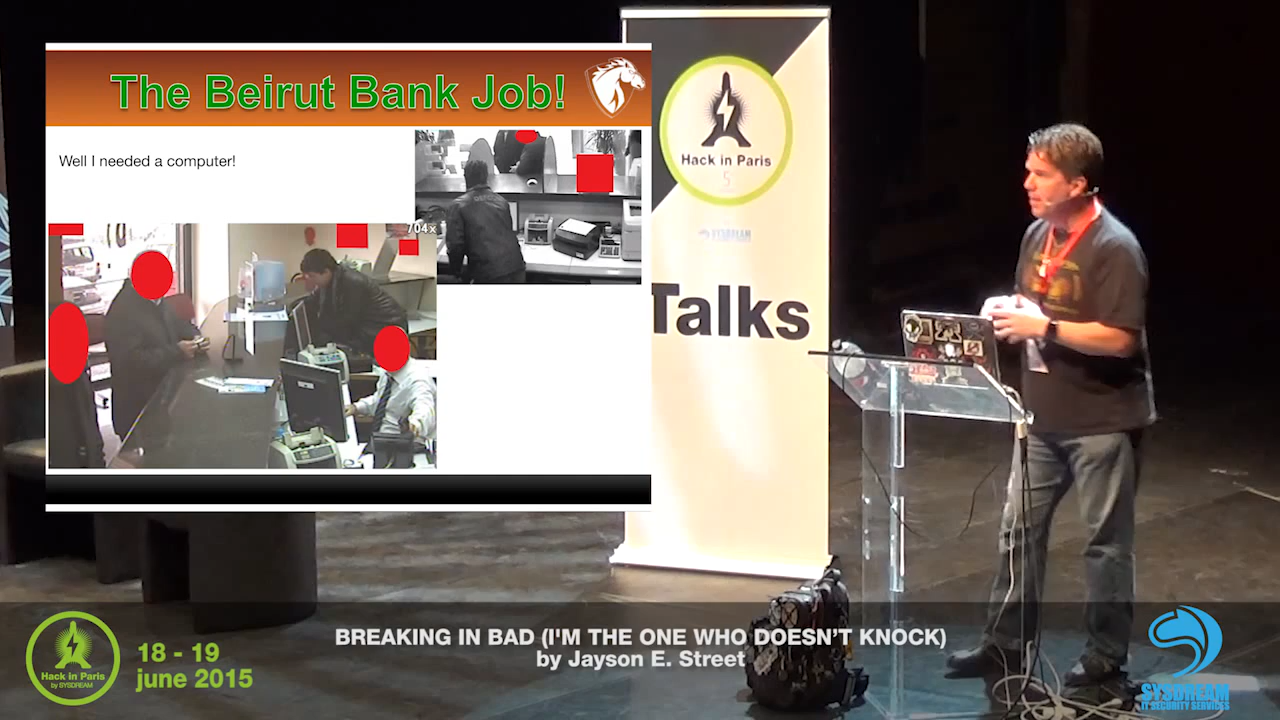 The Beirut Bank Job!
Well I needed a computer!
704x
Hack in Paris
5
SYSDREAM
Talks
BREAKING IN BAD (I'M THE ONE WHO DOESN'T KNOCK)
by Jayson E. Street
Hack in Paris
by SYSDREAM
18 - 19
june 2015
SYSDREAM
IT SECURITY SERVICES